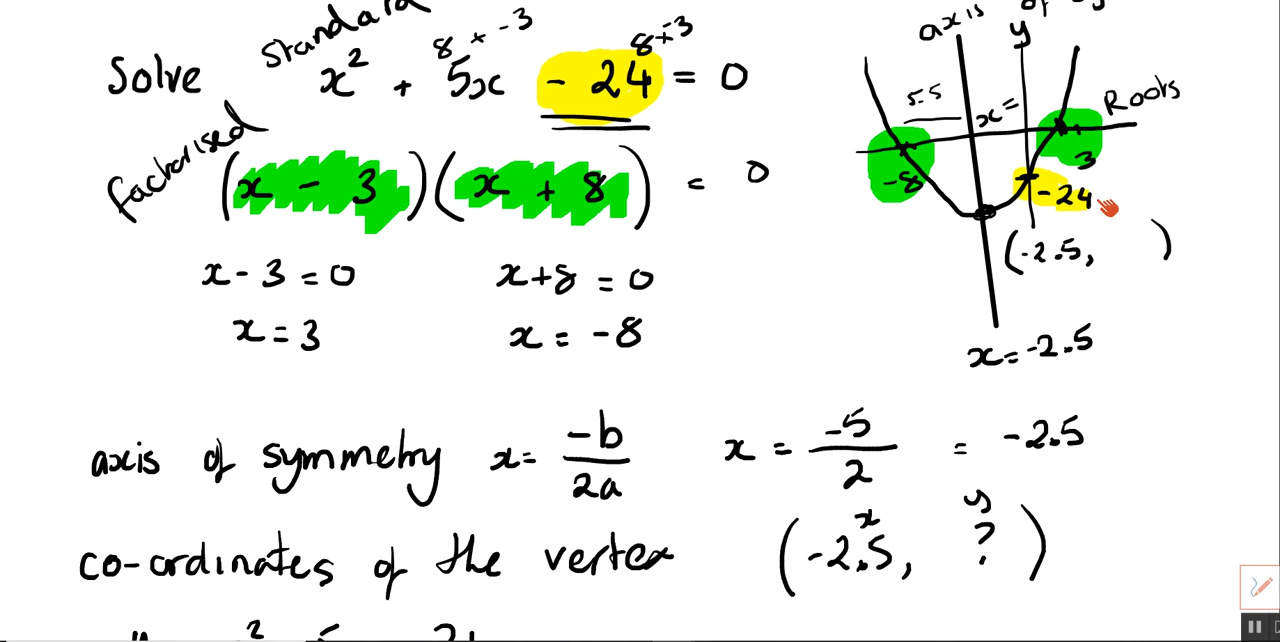 Standard
8 + -3
8 × -3
Solve x² + 5x - 24 = 0
Factorised
(x - 3)(x + 8) = 0
x - 3 = 0 x + 8 = 0
x = 3 x = -8
axis of
y
5.5
x =
Roots
-8
3
-24
(-2.5, )
x = -2.5
axis of symmetry x = -b/2a x = -5/2 = -2.5
x y
co-ordinates of the vertex (-2.5, ?)